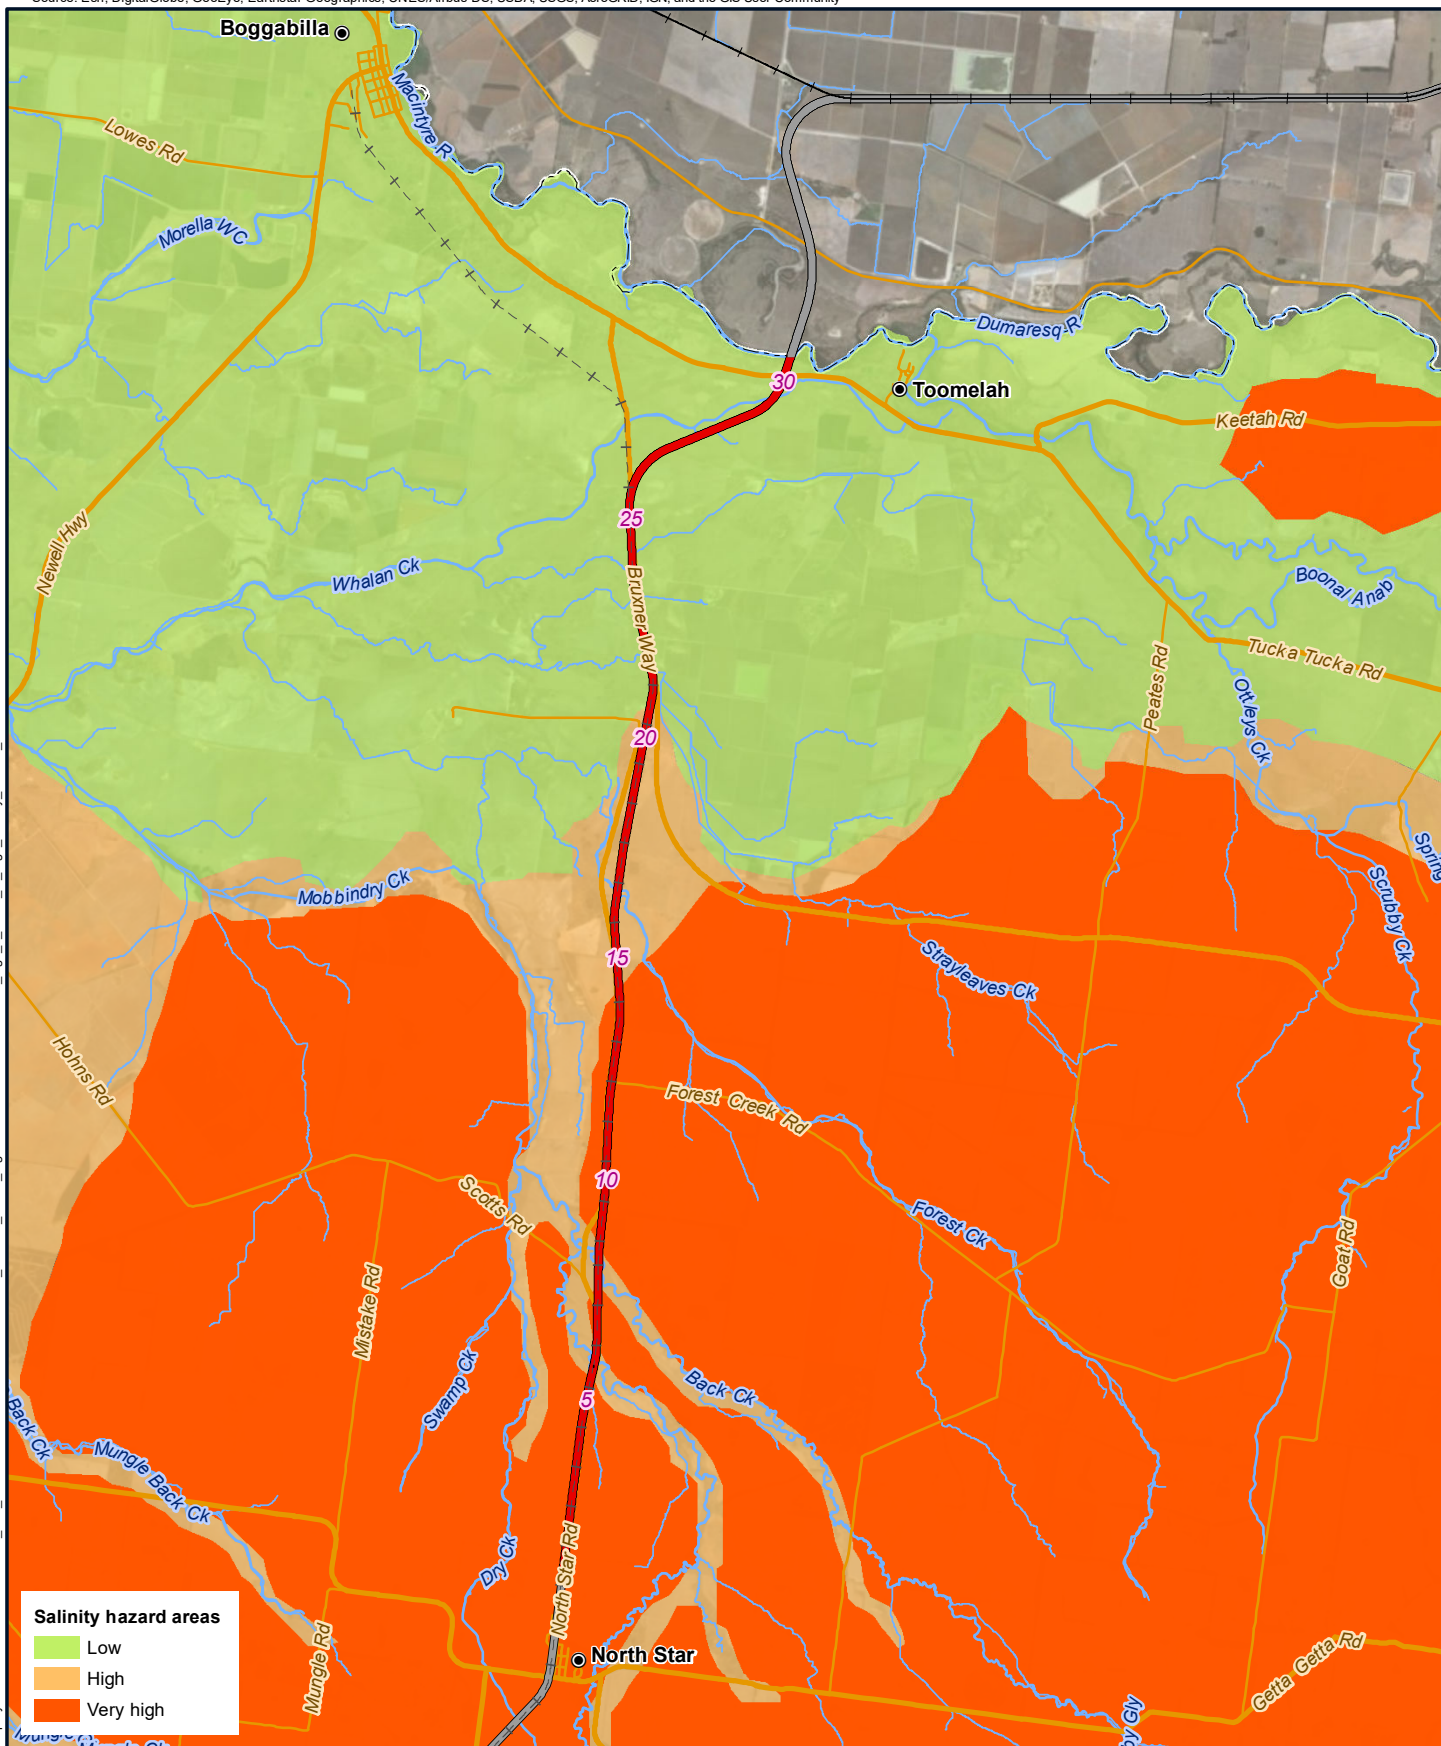 Boggabilla
Macintyre R
Lowes Rd
Morella WC
Dumaresq R
30
Toomelah
Keetah Rd
25
Newell Hwy
Whalan Ck
Bruxner Way
Boonal Anab
Tucka Tucka Rd
Peates Rd
Ottleys Ck
20
Spring
Scrubby Ck
Mobbindry Ck
15
Strayleaves Ck
Hohns Rd
Forest Creek Rd
10
Scotts Rd
Forest Ck
Goat Rd
Mistake Rd
Swamp Ck
5
Back Ck
Back Ck
Mungle Back Ck
Dry Ck
North Star Rd
Salinity hazard areas
Low
High
Very high
Mungle Rd
North Star
Getta Getta Rd
by Gly